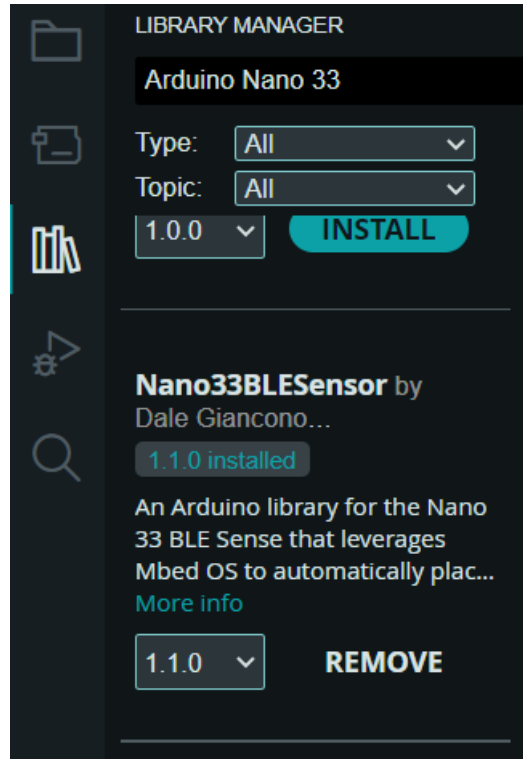 LIBRARY MANAGER
Arduino Nano 33
Type: All
Topic: All
1.0.0 INSTALL
Nano33BLESensor by
Dale Giancono...
1.1.0 installed
An Arduino library for the Nano
33 BLE Sense that leverages
Mbed OS to automatically plac...
More info
1.1.0 REMOVE